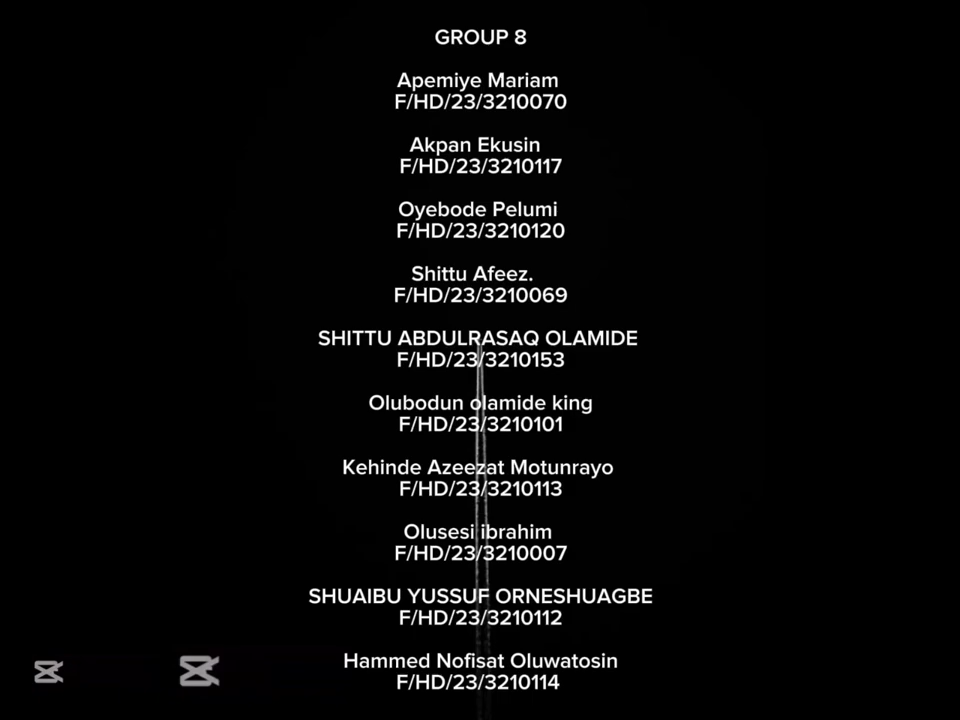 GROUP 8
Apemiye Mariam
F/HD/23/3210070
Akpan Ekusin
F/HD/23/3210117
Oyebode Pelumi
F/HD/23/3210120
Shittu Afeez.
F/HD/23/3210069
SHITTU ABDULRASAQ OLAMIDE
F/HD/23/3210153
Olubodun olamide king
F/HD/23/3210101
Kehinde Azeezat Motunrayo
F/HD/23/3210113
Olusesi ibrahim
F/HD/23/3210007
SHUAIBU YUSSUF ORNESHUAGBE
F/HD/23/3210112
Hammed Nofisat Oluwatosin
F/HD/23/3210114